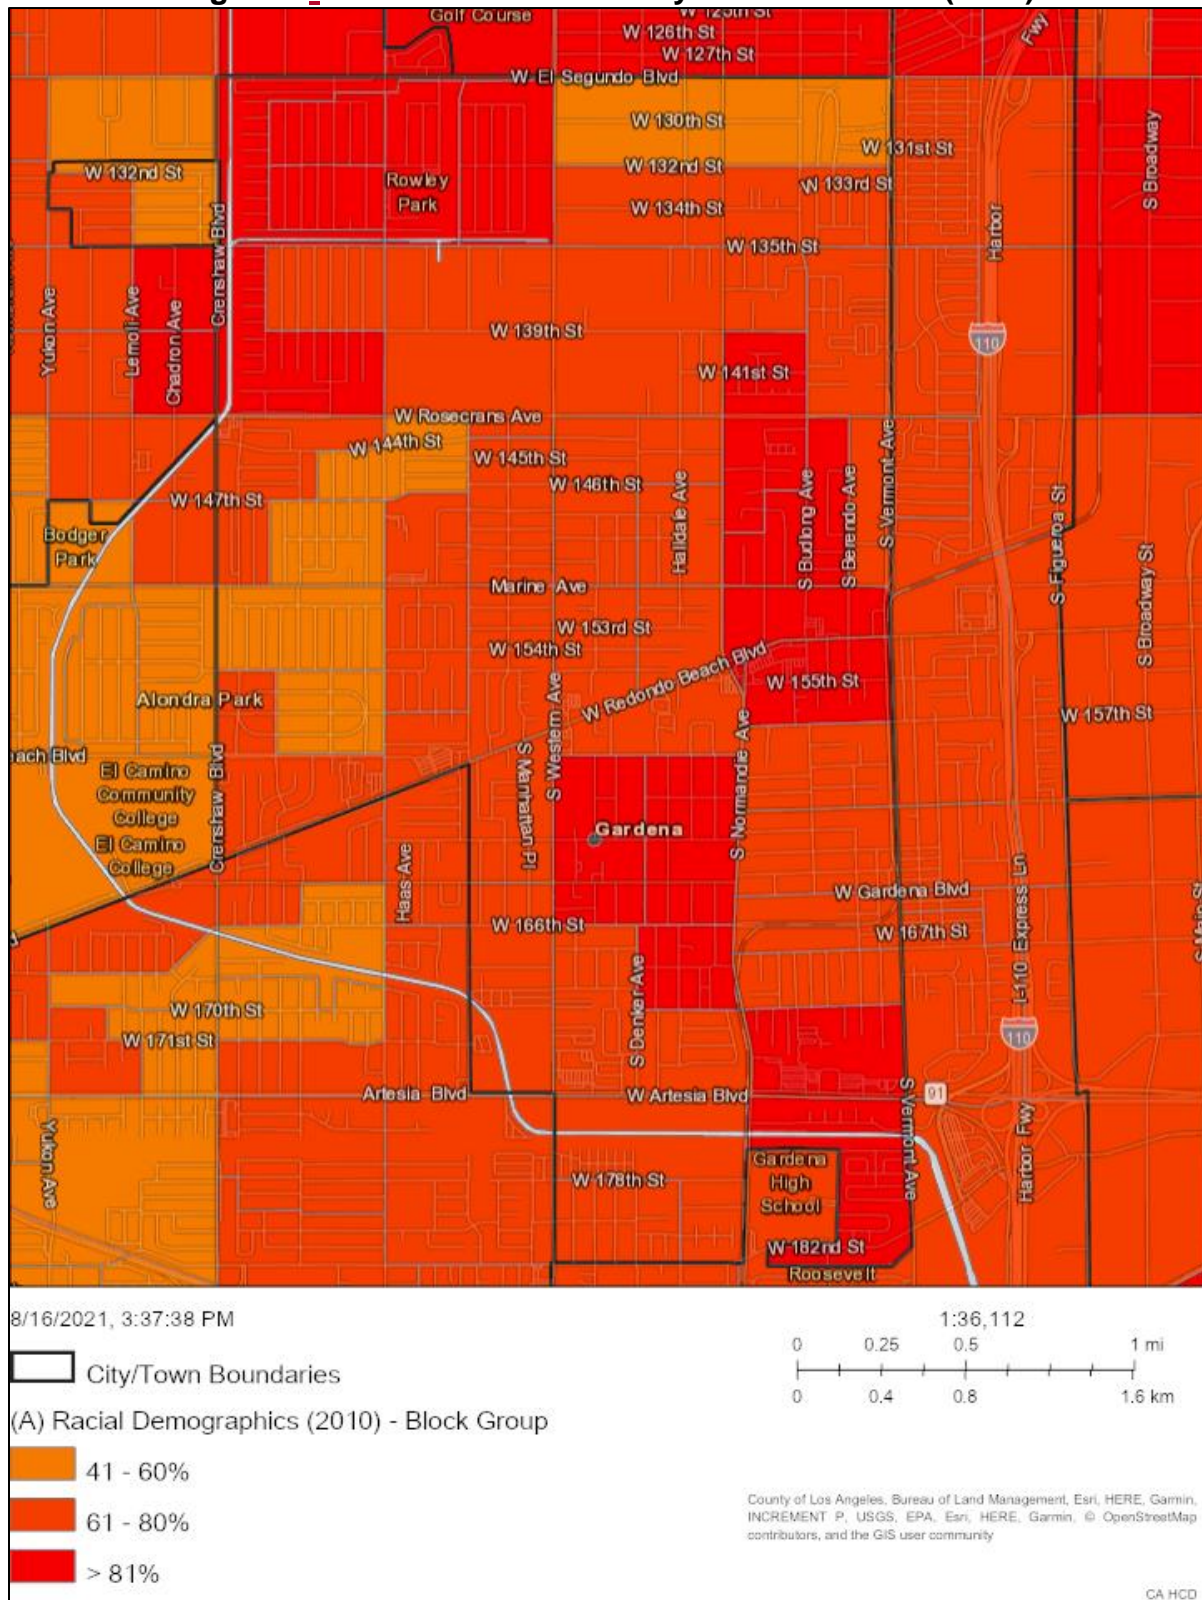 Golf Course
W 126th St
W 127th St
Fwy
W El Segundo Blvd
W 130th St
W 131st St
S Broadway
W 132nd St
W 132nd St
Rowley
Park
W 133rd St
W 134th St
Crenshaw Blvd
Harbor
W 135th St
Yukon Ave
Lemoli Ave
Chadron Ave
W 139th St
110
W 141st St
W Rosecrans Ave
W 144th St
W 145th St
W 146th St
W 147th St
Halldale Ave
S Budlong Ave
S Berendo Ave
S Vermont Ave
S Figueroa St
Bodger
Park
S Broadway St
Marine Ave
W 153rd St
W 154th St
W Redondo Beach Blvd
W 155th St
Alondra Park
W 157th St
each Blvd
S Western Ave
S Manhattan Pl
S Normandie Ave
El Camino
Community
College
El Camino
College
Crenshaw Blvd
Gardena
Haas Ave
W Gardena Blvd
W 166th St
W 167th St
I-110 Express Ln
S Denker Ave
W 170th St
W 171st St
110
Artesia Blvd
W Artesia Blvd
91
S Vermont Ave
Harbor Fwy
Yukon Ave
W 178th St
Gardena
High
School
W 182nd St
Roosevelt
8/16/2021, 3:37:38 PM
1:36,112
0 0.25 0.5 1 mi
0 0.4 0.8 1.6 km
City/Town Boundaries
(A) Racial Demographics (2010) - Block Group
41 - 60%
61 - 80%
> 81%
County of Los Angeles, Bureau of Land Management, Esri, HERE, Garmin,
INCREMENT P, USGS, EPA, Esri, HERE, Garmin, © OpenStreetMap
contributors, and the GIS user community
CA HCD